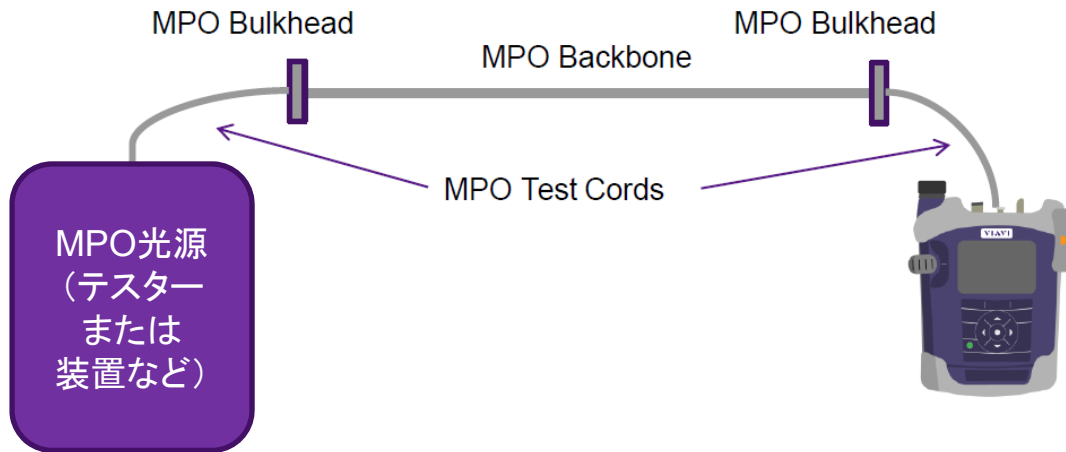 MPO Bulkhead
MPO Bulkhead
MPO Backbone
MPO Test Cords
MPO光源
（テスター
または
装置など）
VIAVI